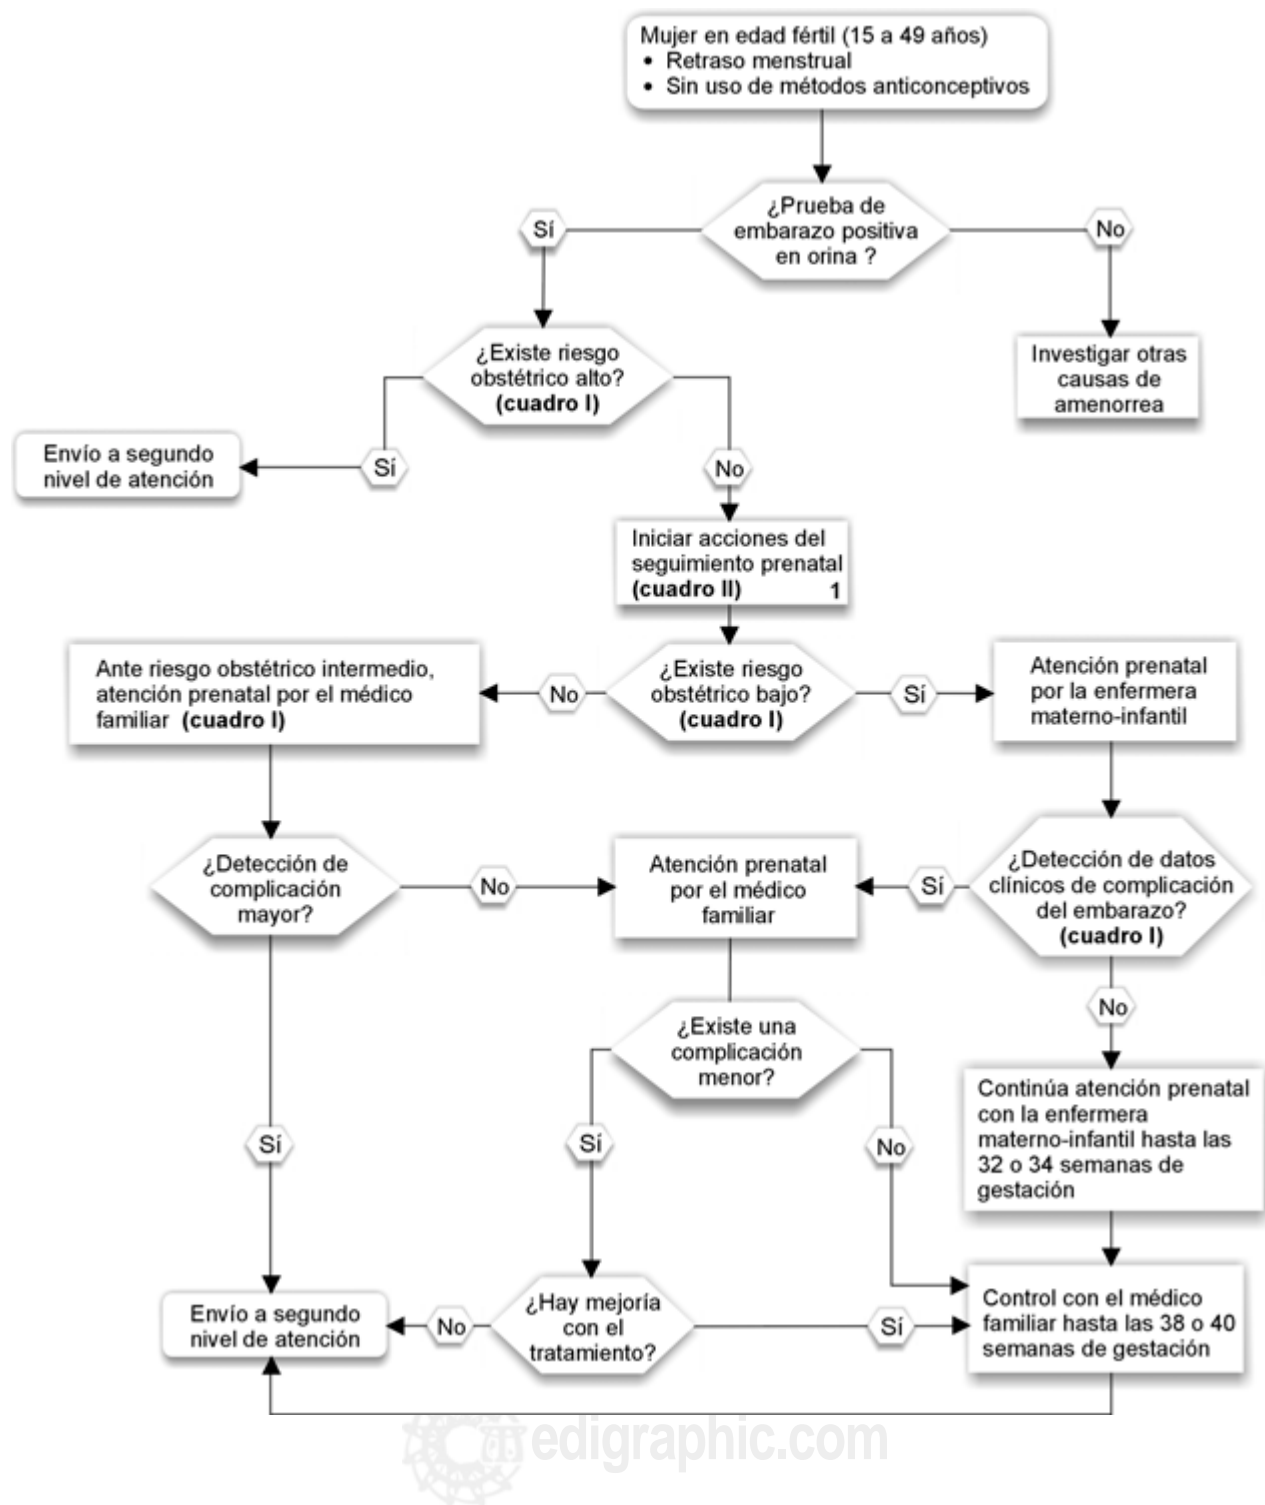 Mujer en edad fértil (15 a 49 años)
• Retraso menstrual
• Sin uso de métodos anticonceptivos
¿Prueba de
embarazo positiva
en orina ?
Sí
No
¿Existe riesgo
obstétrico alto?
(cuadro I)
Investigar otras
causas de
amenorrea
Envío a segundo
nivel de atención
Sí
No
Iniciar acciones del
seguimiento prenatal
(cuadro II) 1
Ante riesgo obstétrico intermedio,
atención prenatal por el médico
familiar (cuadro I)
No
¿Existe riesgo
obstétrico bajo?
(cuadro I)
Sí
Atención prenatal
por la enfermera
materno-infantil
¿Detección de
complicación
mayor?
No
Atención prenatal
por el médico
familiar
Sí
¿Detección de datos
clínicos de complicación
del embarazo?
(cuadro I)
No
¿Existe una
complicación
menor?
Sí
Sí
No
Continúa atención prenatal
con la enfermera
materno-infantil hasta las
32 o 34 semanas de
gestación
Envío a segundo
nivel de atención
No
¿Hay mejoría
con el
tratamiento?
Sí
Control con el médico
familiar hasta las 38 o 40
semanas de gestación
medigraphic.com